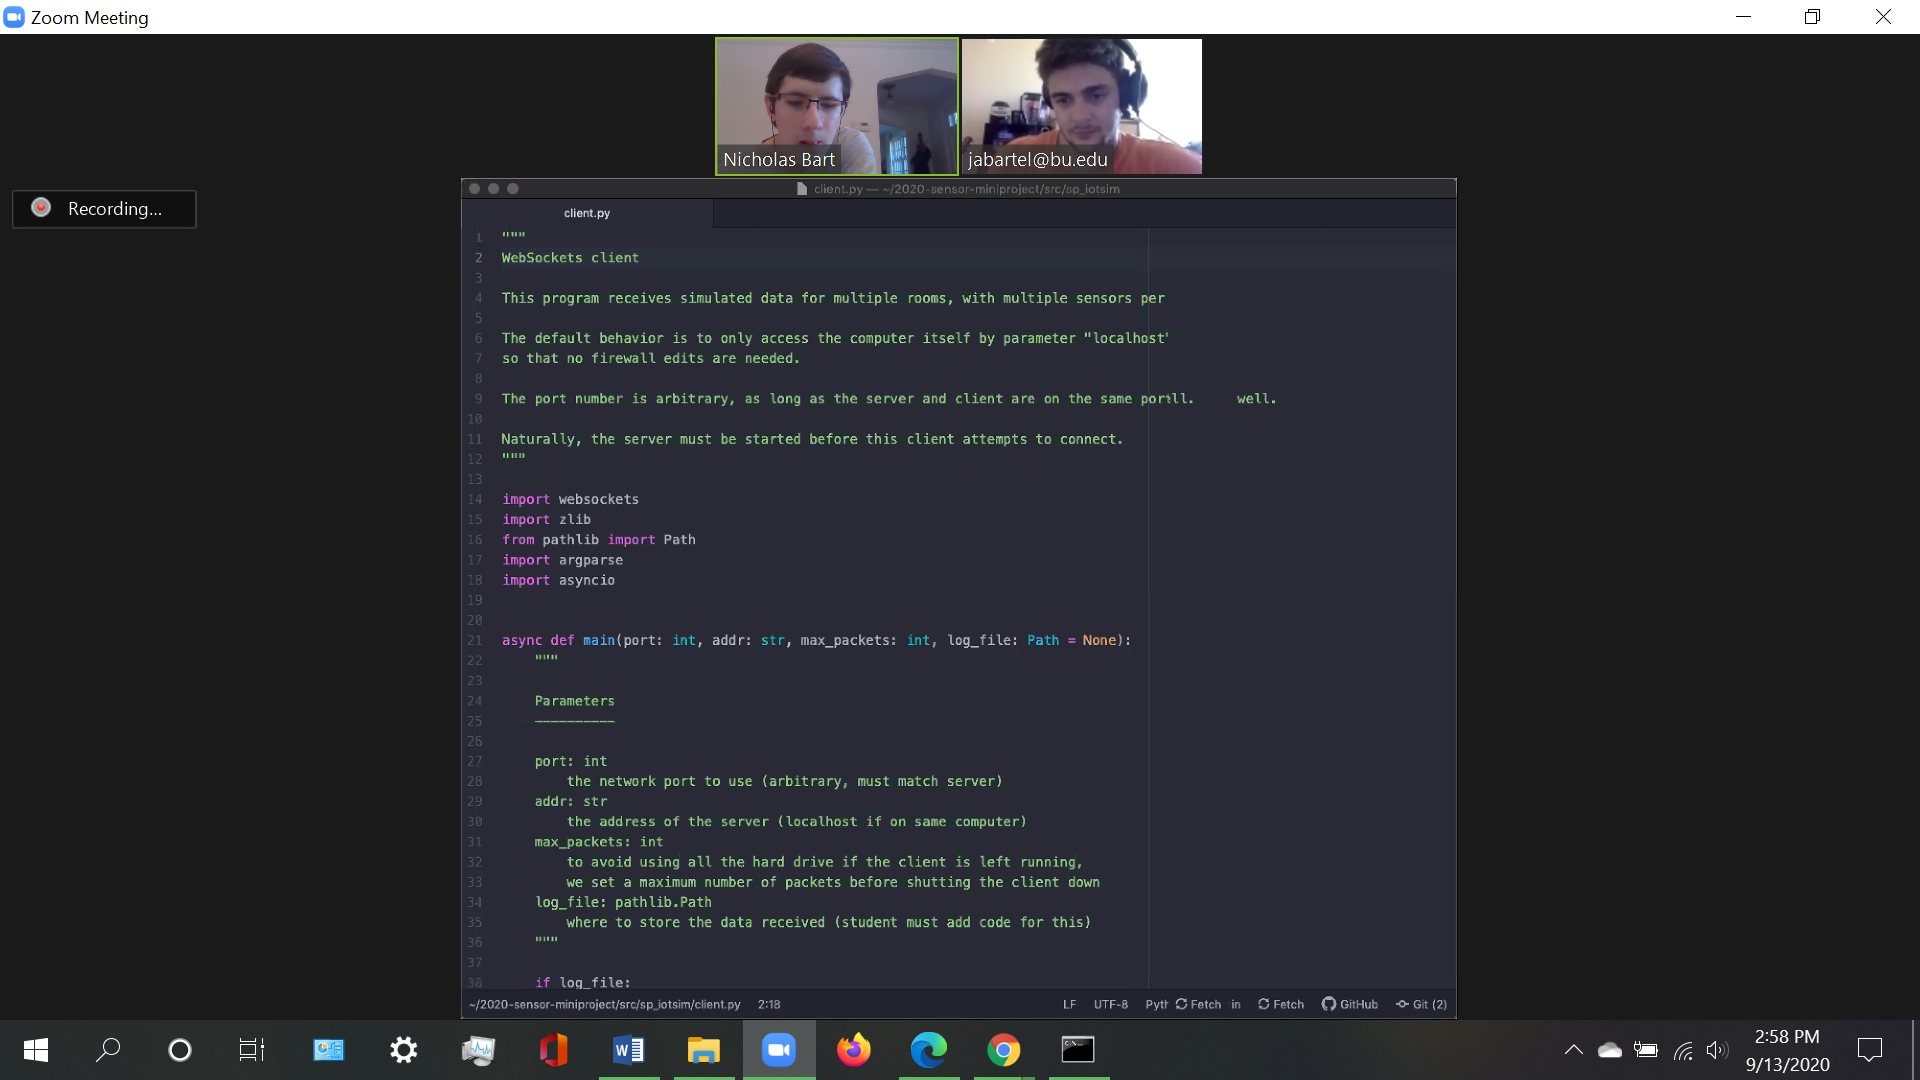 Zoom Meeting
Nicholas Bart
jabartel@bu.edu
Recording...
client.py — ~/2020-sensor-miniproject/src/sp_iotsim
client.py
1 """
2 WebSockets client
3
4 This program receives simulated data for multiple rooms, with multiple sensors per
5
6 The default behavior is to only access the computer itself by parameter "localhost"
7 so that no firewall edits are needed.
8
9 The port number is arbitrary, as long as the server and client are on the same porill. well.
10
11 Naturally, the server must be started before this client attempts to connect.
12 """
13
14 import websockets
15 import zlib
16 from pathlib import Path
17 import argparse
18 import asyncio
19
20
21 async def main(port: int, addr: str, max_packets: int, log_file: Path = None):
22 """
23
24 Parameters
25 ----------
26
27 port: int
28 the network port to use (arbitrary, must match server)
29 addr: str
30 the address of the server (localhost if on same computer)
31 max_packets: int
32 to avoid using all the hard drive if the client is left running,
33 we set a maximum number of packets before shutting the client down
34 log_file: pathlib.Path
35 where to store the data received (student must add code for this)
36 """
37
38 if log_file:
~/2020-sensor-miniproject/src/sp_iotsim/client.py 2:18 LF UTF-8 Pyth Fetch in Fetch GitHub Git (2)
2:58 PM
9/13/2020